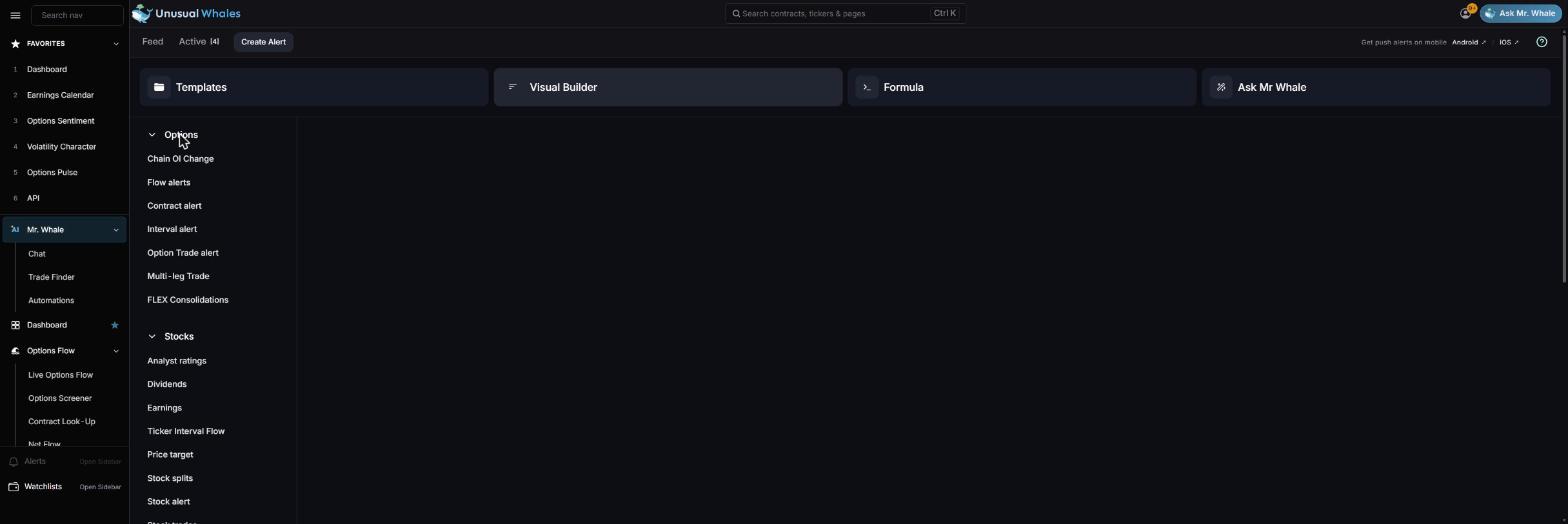 Search nav
Unusual Whales
Search contracts, tickers & pages
Ctrl K
9+
Ask Mr. Whale
FAVORITES
Feed
Active [4]
Create Alert
Get push alerts on mobile Android ↗ / iOS ↗
1 Dashboard
2 Earnings Calendar
3 Options Sentiment
4 Volatility Character
5 Options Pulse
6 API
AI Mr. Whale
Chat
Trade Finder
Automations
Dashboard
Options Flow
Live Options Flow
Options Screener
Contract Look-Up
Net Flow
Alerts Open Sidebar
Watchlists Open Sidebar
Templates
Visual Builder
Formula
Ask Mr Whale
Options
Chain OI Change
Flow alerts
Contract alert
Interval alert
Option Trade alert
Multi-leg Trade
FLEX Consolidations
Stocks
Analyst ratings
Dividends
Earnings
Ticker Interval Flow
Price target
Stock splits
Stock alert